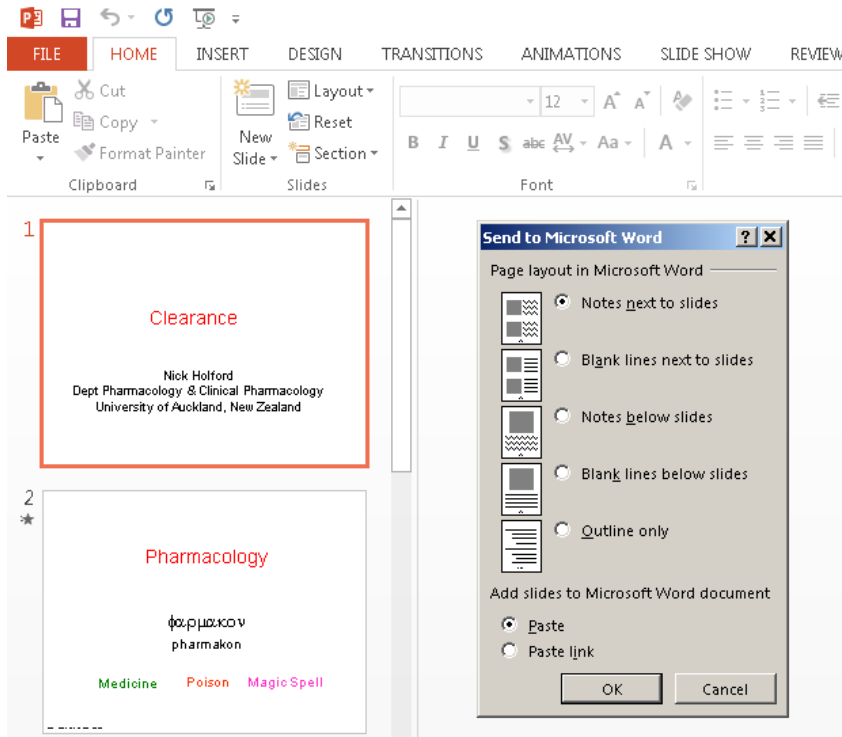 FILE HOME INSERT DESIGN TRANSITIONS ANIMATIONS SLIDE SHOW REVIEW
Paste
Cut
Copy
Format Painter
Clipboard
New
Slide
Layout
Reset
Section
Slides
12
A A
B I U S abc AV Aa A
Font
1
Clearance
Nick Holford
Dept Pharmacology & Clinical Pharmacology
University of Auckland, New Zealand
2
Pharmacology
φαρμακον
pharmakon
Medicine Poison Magic Spell
Send to Microsoft Word
Page layout in Microsoft Word
Notes next to slides
Blank lines next to slides
Notes below slides
Blank lines below slides
Outline only
Add slides to Microsoft Word document
Paste
Paste link
OK Cancel